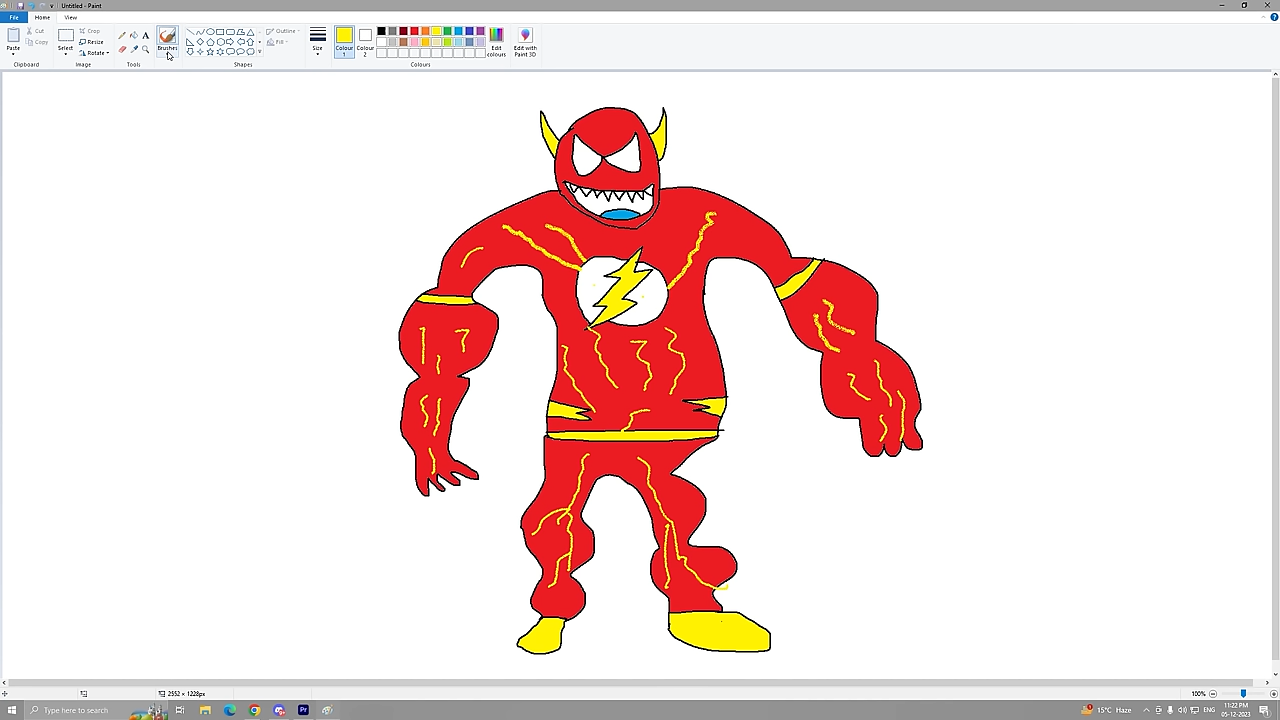 Untitled - Paint
File Home View
Paste
Cut
Copy
Clipboard
Select
Crop
Resize
Rotate
Image
A
Tools
Brushes
Outline
Fill
Shapes
Size
Colour 1
Colour 2
Edit colours
Edit with Paint 3D
Colours
2552 × 1228px
100%
Type here to search
Pr
15°C Haze
ENG
11:22 PM
05-12-2023